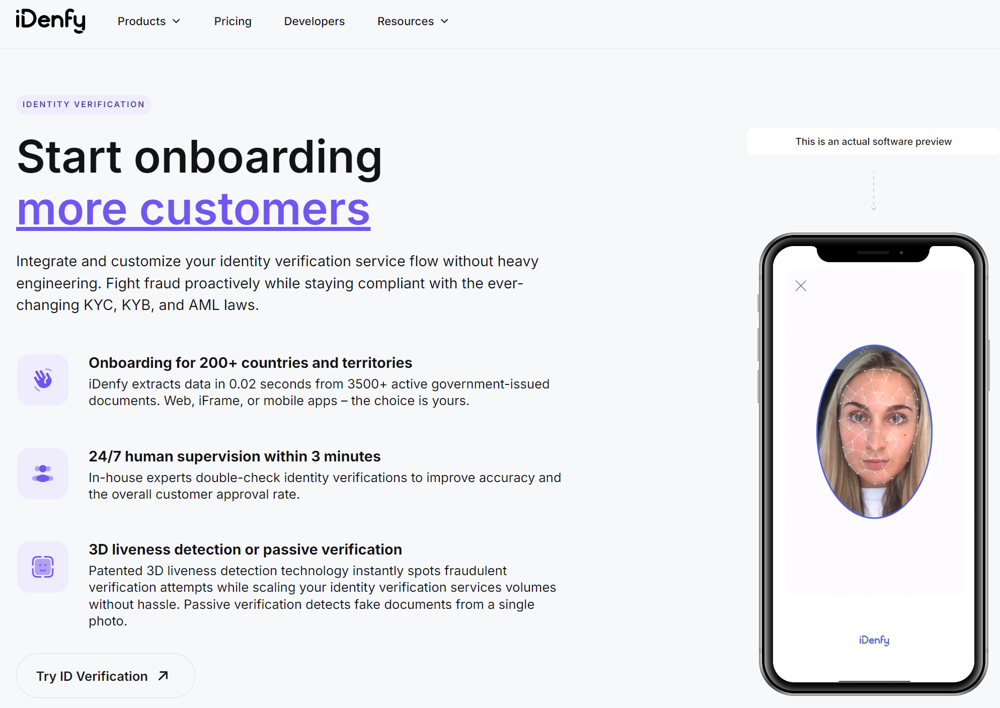 iDenfy
Products
Pricing
Developers
Resources
IDENTITY VERIFICATION
Start onboarding
more customers
Integrate and customize your identity verification service flow without heavy
engineering. Fight fraud proactively while staying compliant with the ever-
changing KYC, KYB, and AML laws.
Onboarding for 200+ countries and territories
iDenfy extracts data in 0.02 seconds from 3500+ active government-issued
documents. Web, iFrame, or mobile apps – the choice is yours.
24/7 human supervision within 3 minutes
In-house experts double-check identity verifications to improve accuracy and
the overall customer approval rate.
3D liveness detection or passive verification
Patented 3D liveness detection technology instantly spots fraudulent
verification attempts while scaling your identity verification services volumes
without hassle. Passive verification detects fake documents from a single
photo.
Try ID Verification
This is an actual software preview
iDenfy